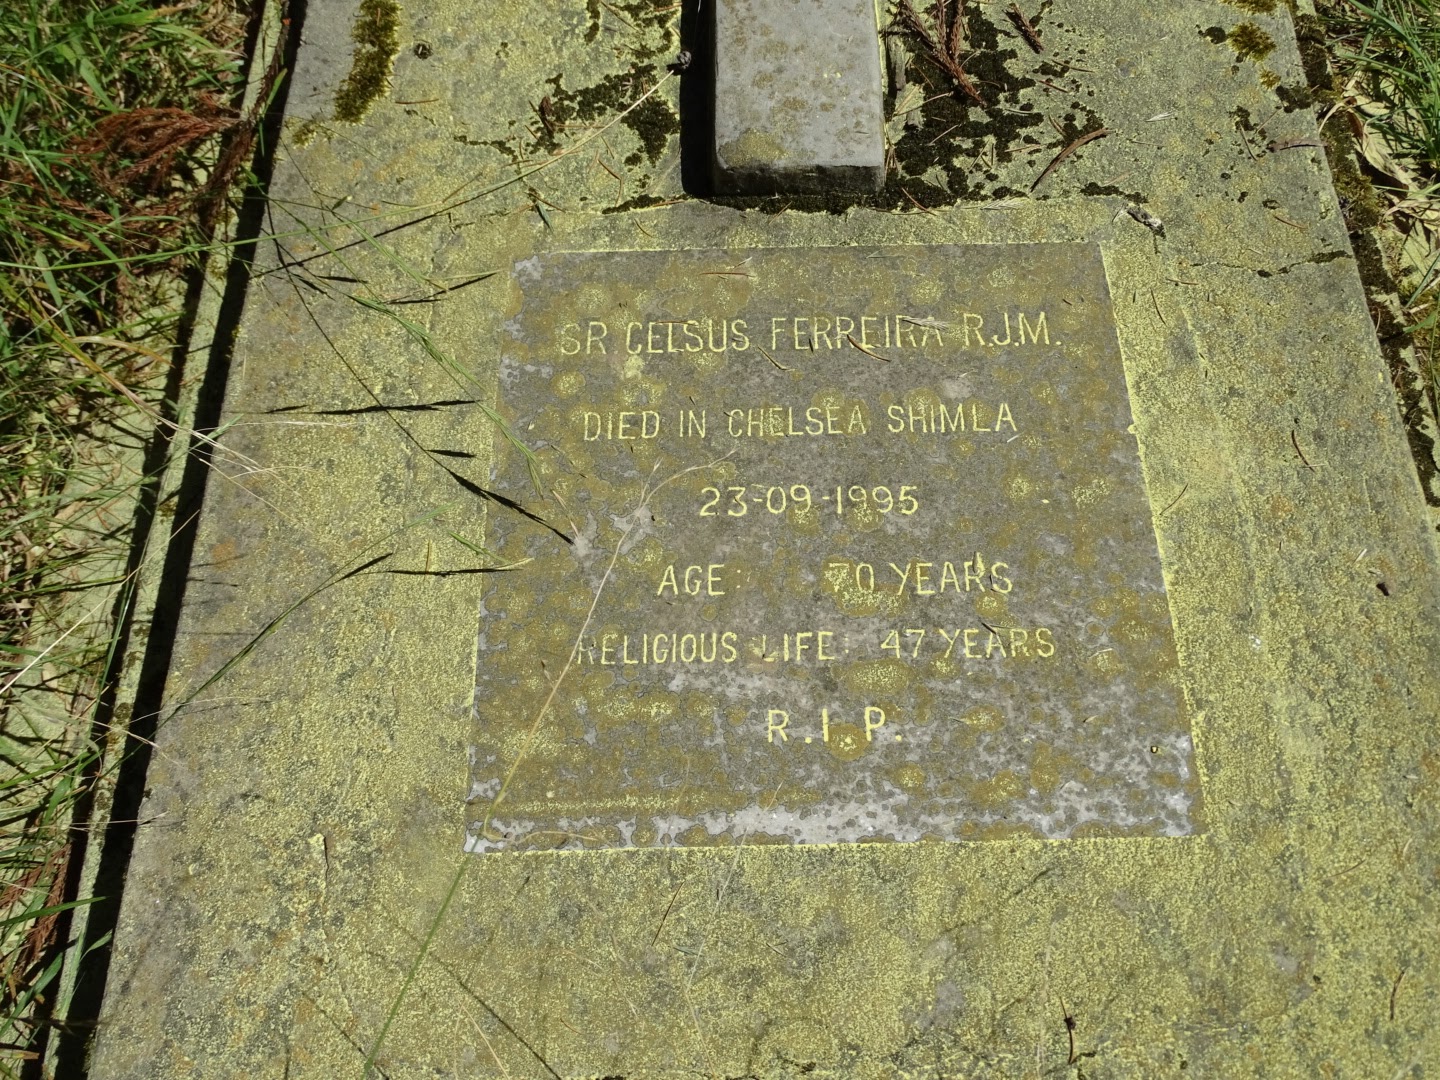 SR CELSUS FERREIRA R.J.M.
DIED IN CHELSEA SHIMLA
23-09-1995
AGE: 70 YEARS
RELIGIOUS LIFE: 47 YEARS
R.I.P.